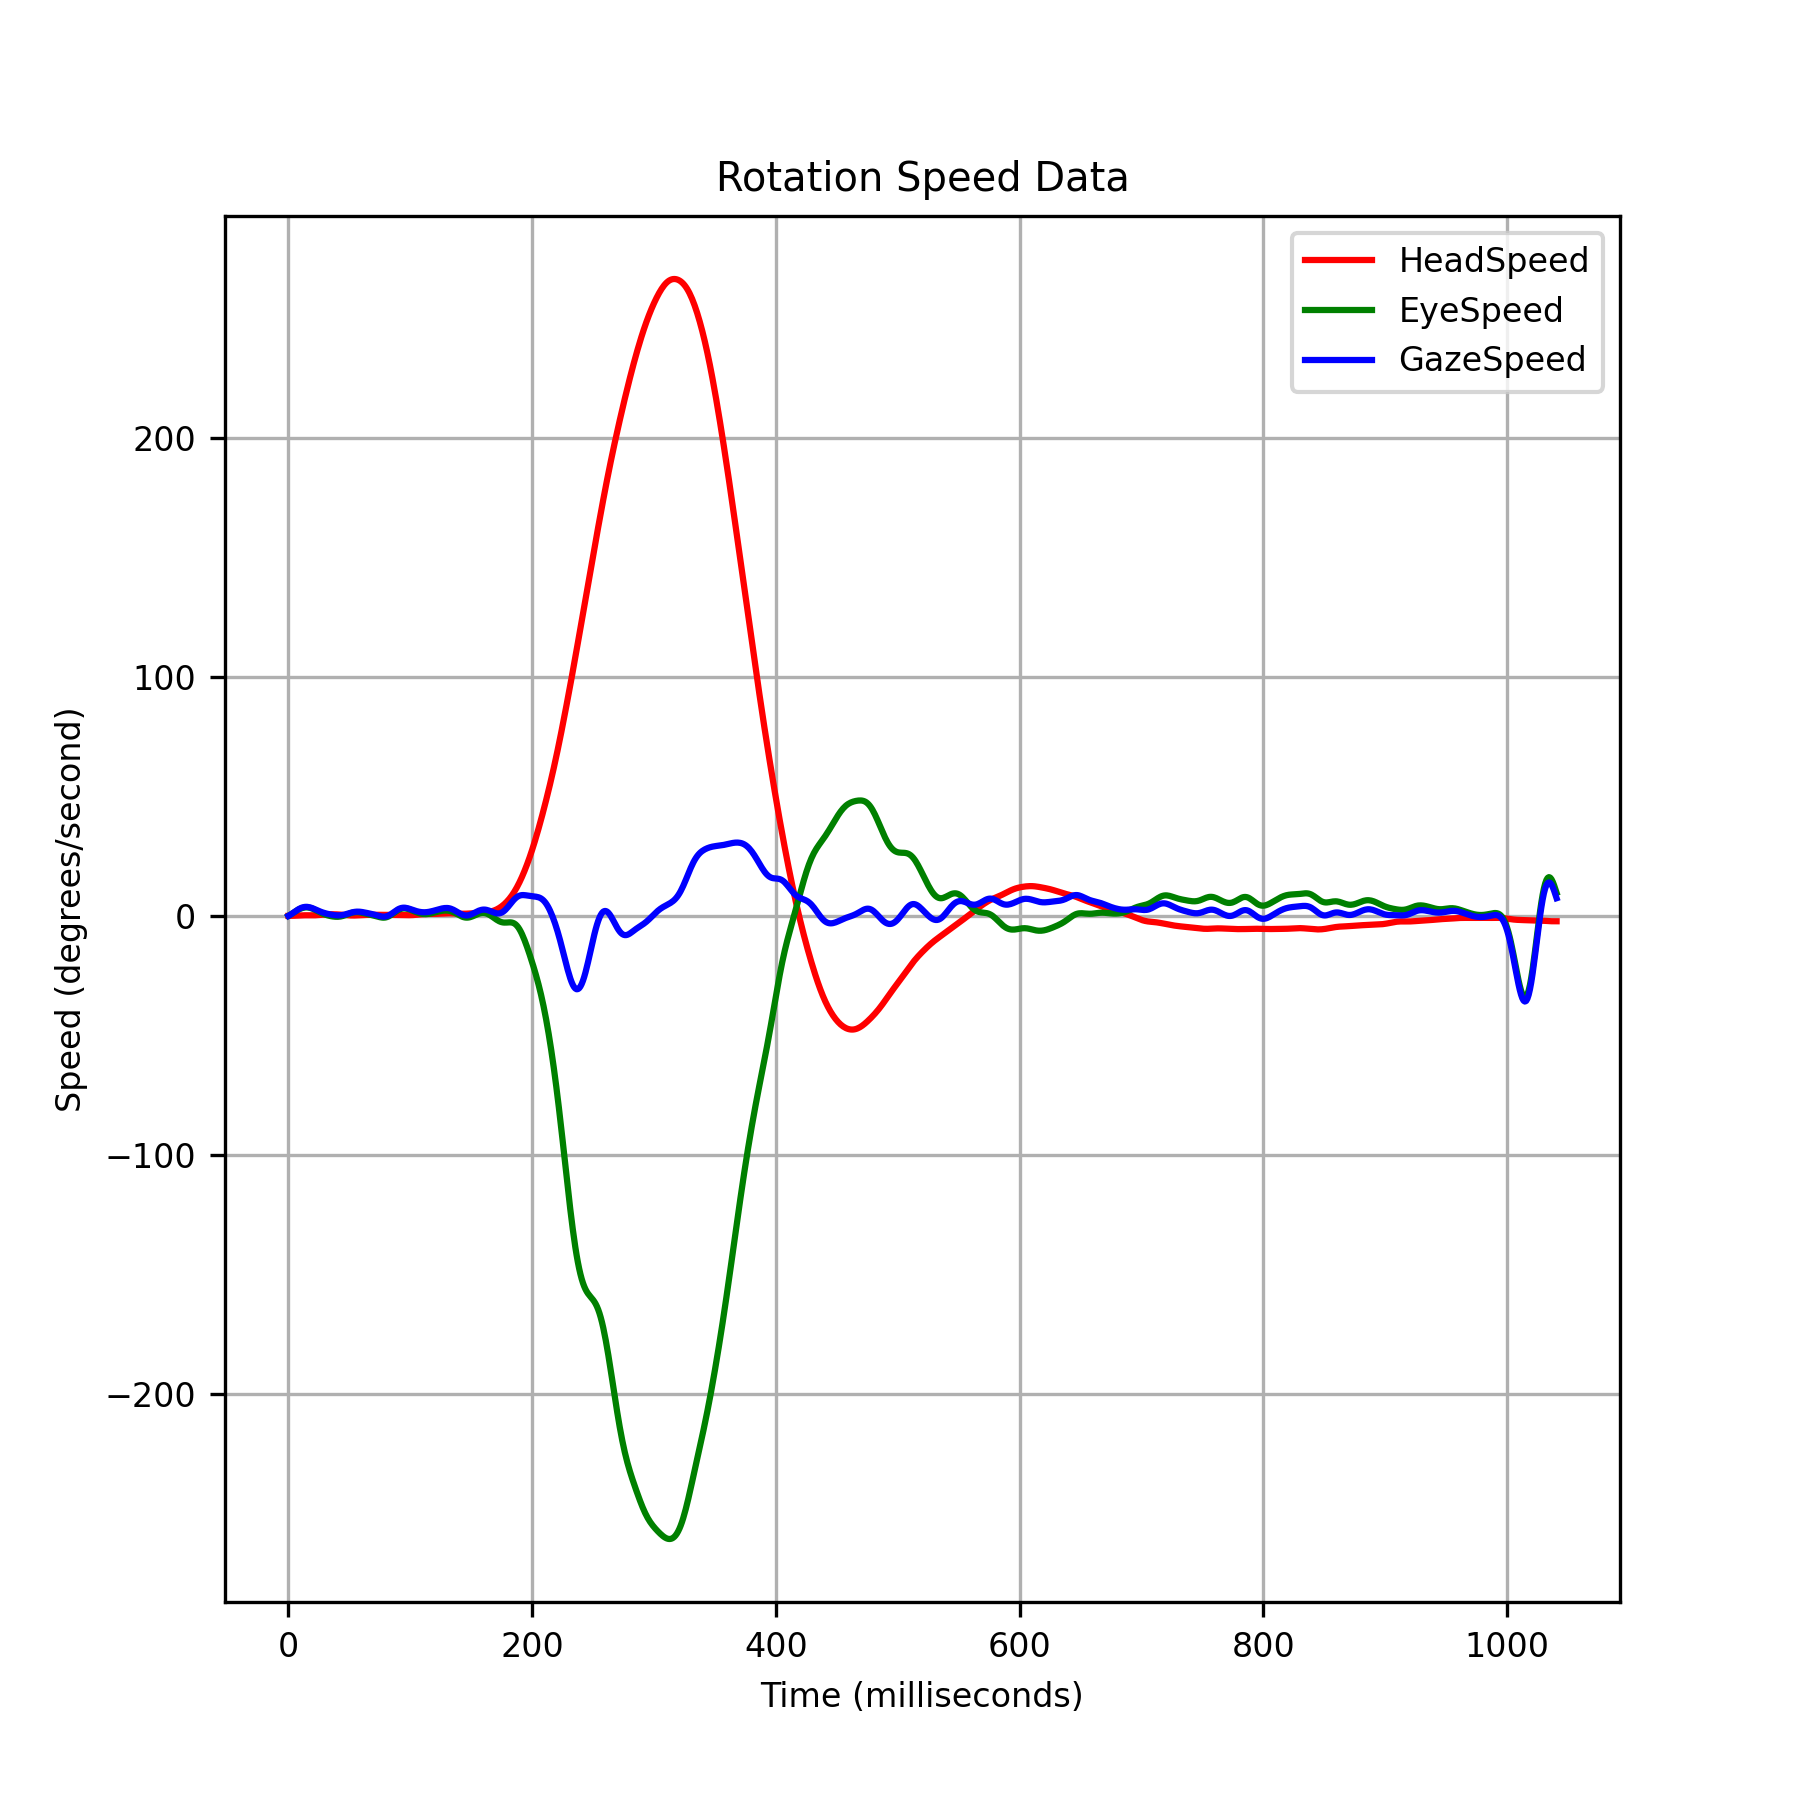 Rotation Speed Data
HeadSpeed
EyeSpeed
GazeSpeed
200
100
0
−100
−200
Speed (degrees/second)
0 200 400 600 800 1000
Time (milliseconds)